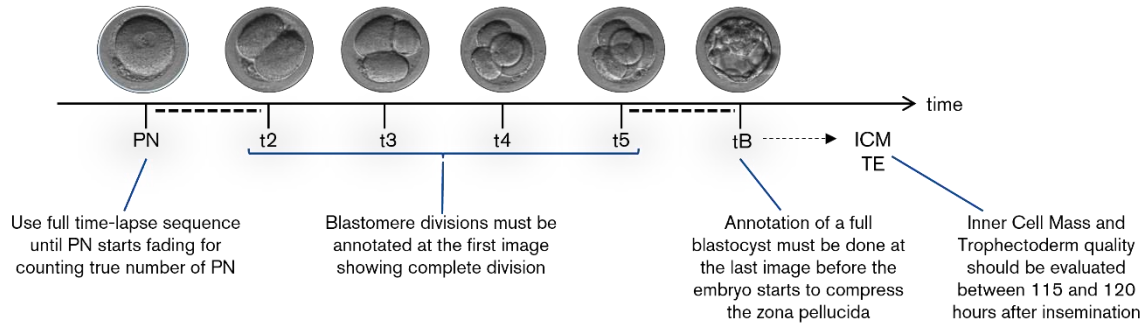 time
PN
t2
t3
t4
t5
tB
ICM
TE
Use full time-lapse sequence
until PN starts fading for
counting true number of PN
Blastomere divisions must be
annotated at the first image
showing complete division
Annotation of a full
blastocyst must be done at
the last image before the
embryo starts to compress
the zona pellucida
Inner Cell Mass and
Trophectoderm quality
should be evaluated
between 115 and 120
hours after insemination